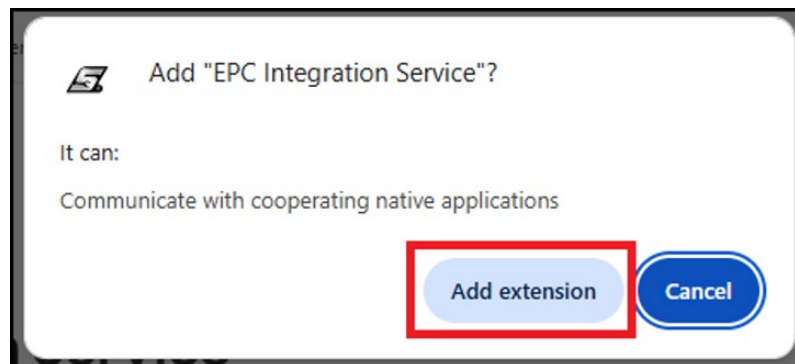 Add "EPC Integration Service"?
It can:
Communicate with cooperating native applications
Add extension
Cancel